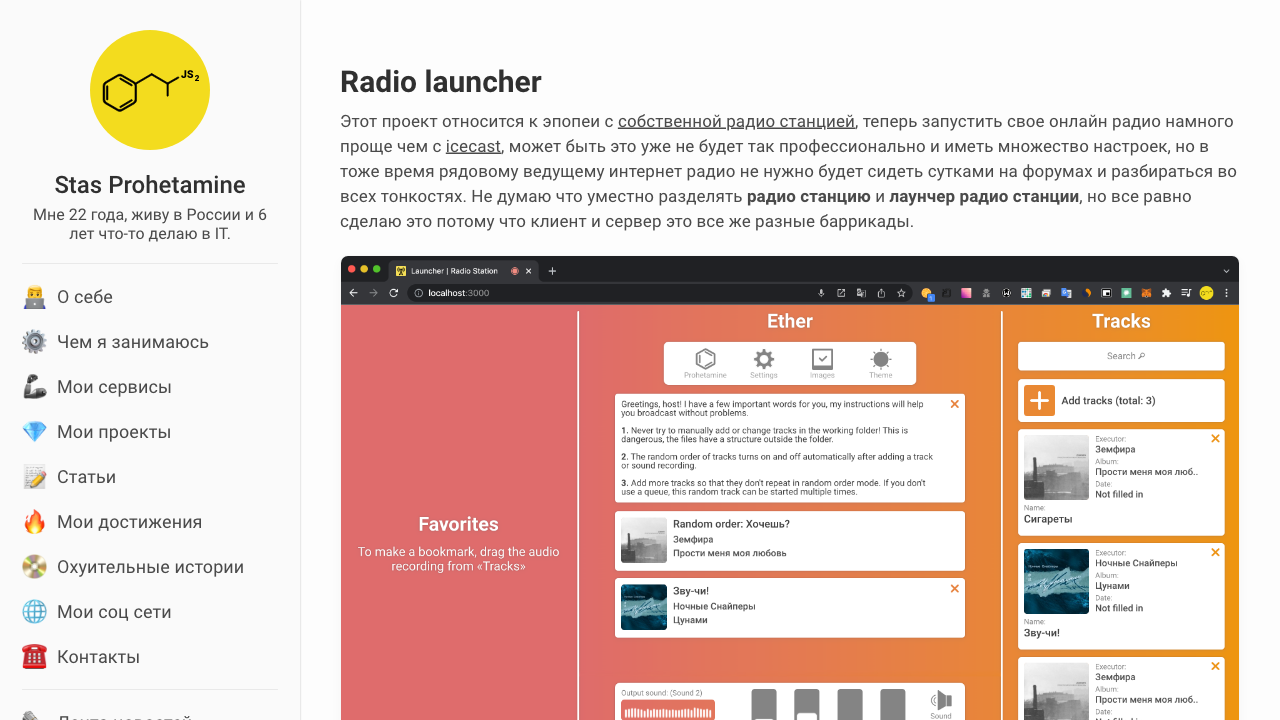 JS2
Stas Prohetamine
Мне 22 года, живу в России и 6
лет что-то делаю в IT.
О себе
Чем я занимаюсь
Мои сервисы
Мои проекты
Статьи
Мои достижения
Охуительные истории
Мои соц сети
Контакты
Radio launcher
Этот проект относится к эпопеи с собственной радио станцией, теперь запустить свое онлайн радио намного
проще чем с icecast, может быть это уже не будет так профессионально и иметь множество настроек, но в
тоже время рядовому ведущему интернет радио не нужно будет сидеть сутками на форумах и разбираться во
всех тонкостях. Не думаю что уместно разделять радио станцию и лаунчер радио станции, но все равно
сделаю это потому что клиент и сервер это все же разные баррикады.
Launcher | Radio Station
localhost:3000
Favorites
To make a bookmark, drag the audio
recording from «Tracks»
Ether
Prohetamine Settings Images Theme
Greetings, host! I have a few important words for you, my instructions will help
you broadcast without problems.
1. Never try to manually add or change tracks in the working folder! This is
dangerous, the files have a structure outside the folder.
2. The random order of tracks turns on and off automatically after adding a track
or sound recording.
3. Add more tracks so that they don't repeat in random order mode. If you don't
use a queue, this random track can be started multiple times.
Random order: Хочешь?
Земфира
Прости меня моя любовь
Зву-чи!
Ночные Снайперы
Цунами
Output sound: (Sound 2)
Sound
Tracks
Search
Add tracks (total: 3)
Executor:
Земфира
Album:
Прости меня моя люб..
Date:
Not filled in
Name:
Сигареты
Executor:
Ночные Снайперы
Album:
Цунами
Date:
Not filled in
Name:
Зву-чи!
Executor:
Земфира
Album:
Прости меня моя люб..
Date: